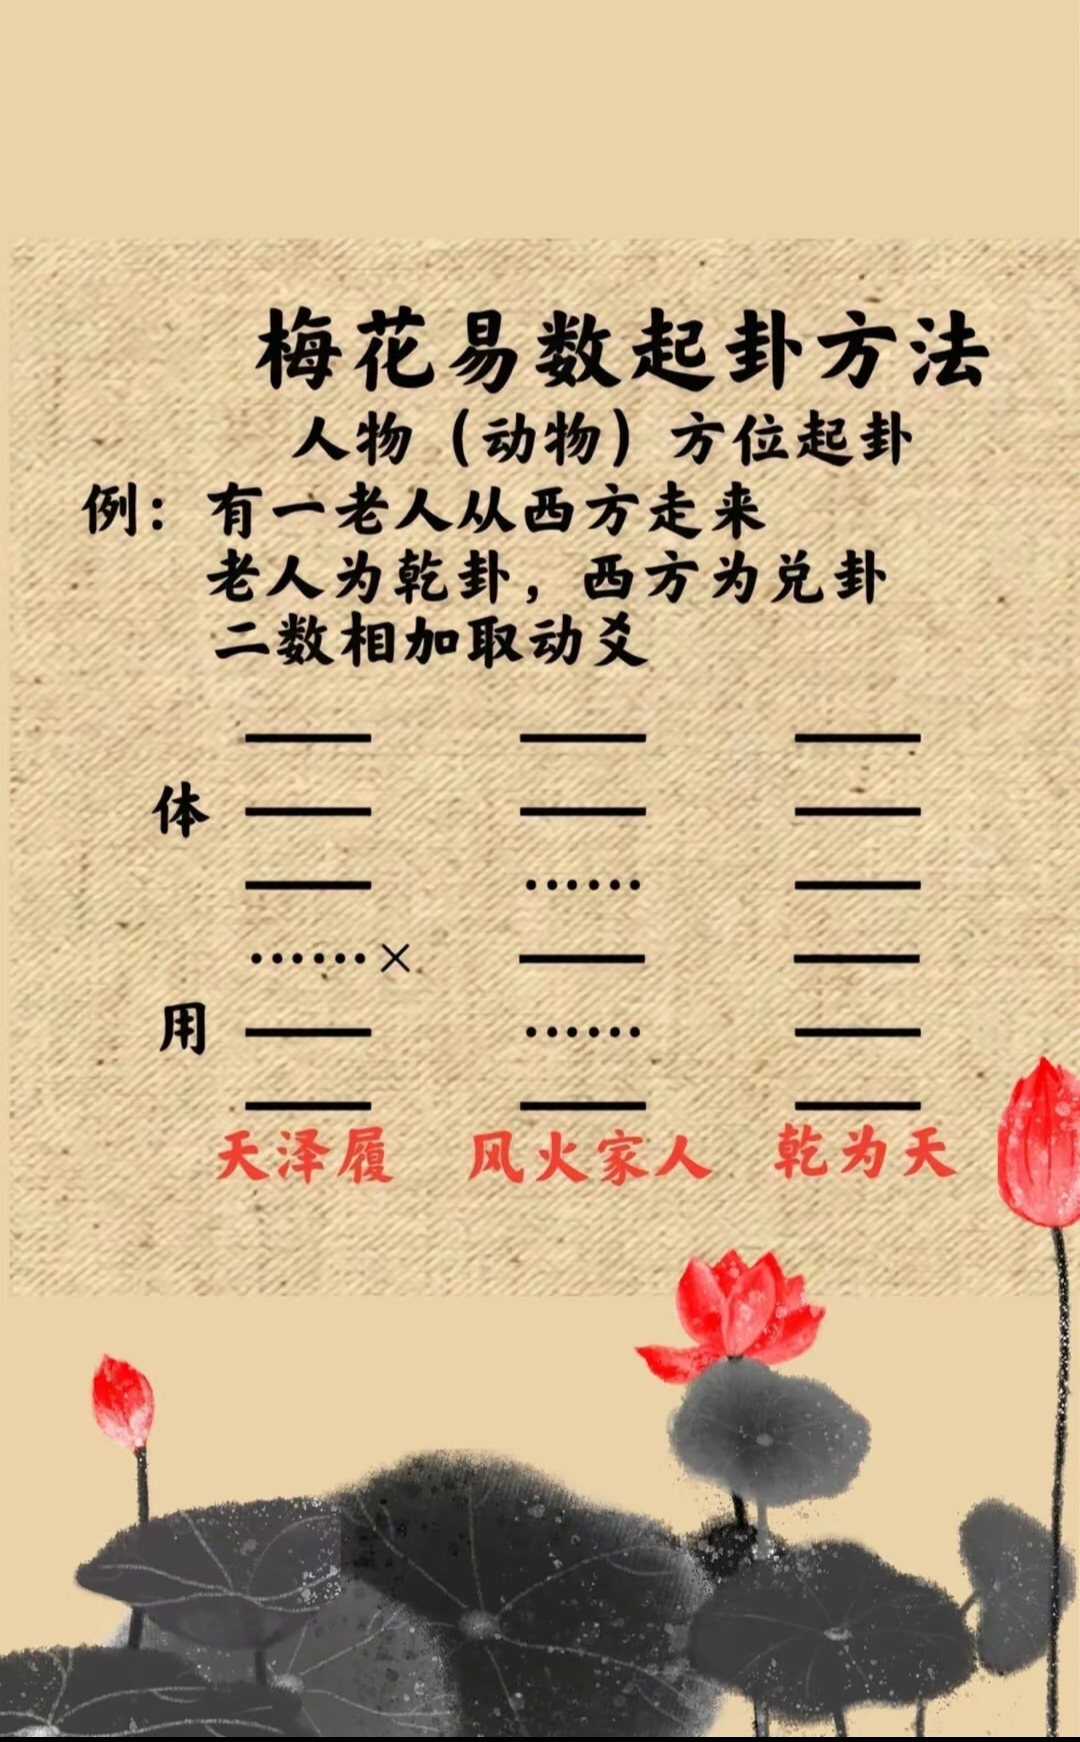 梅花易数起卦方法
人物（动物）方位起卦
例：有一老人从西方走来
老人为乾卦，西方为兑卦
二数相加取动爻
体
×
用
天泽履 风火家人 乾为天